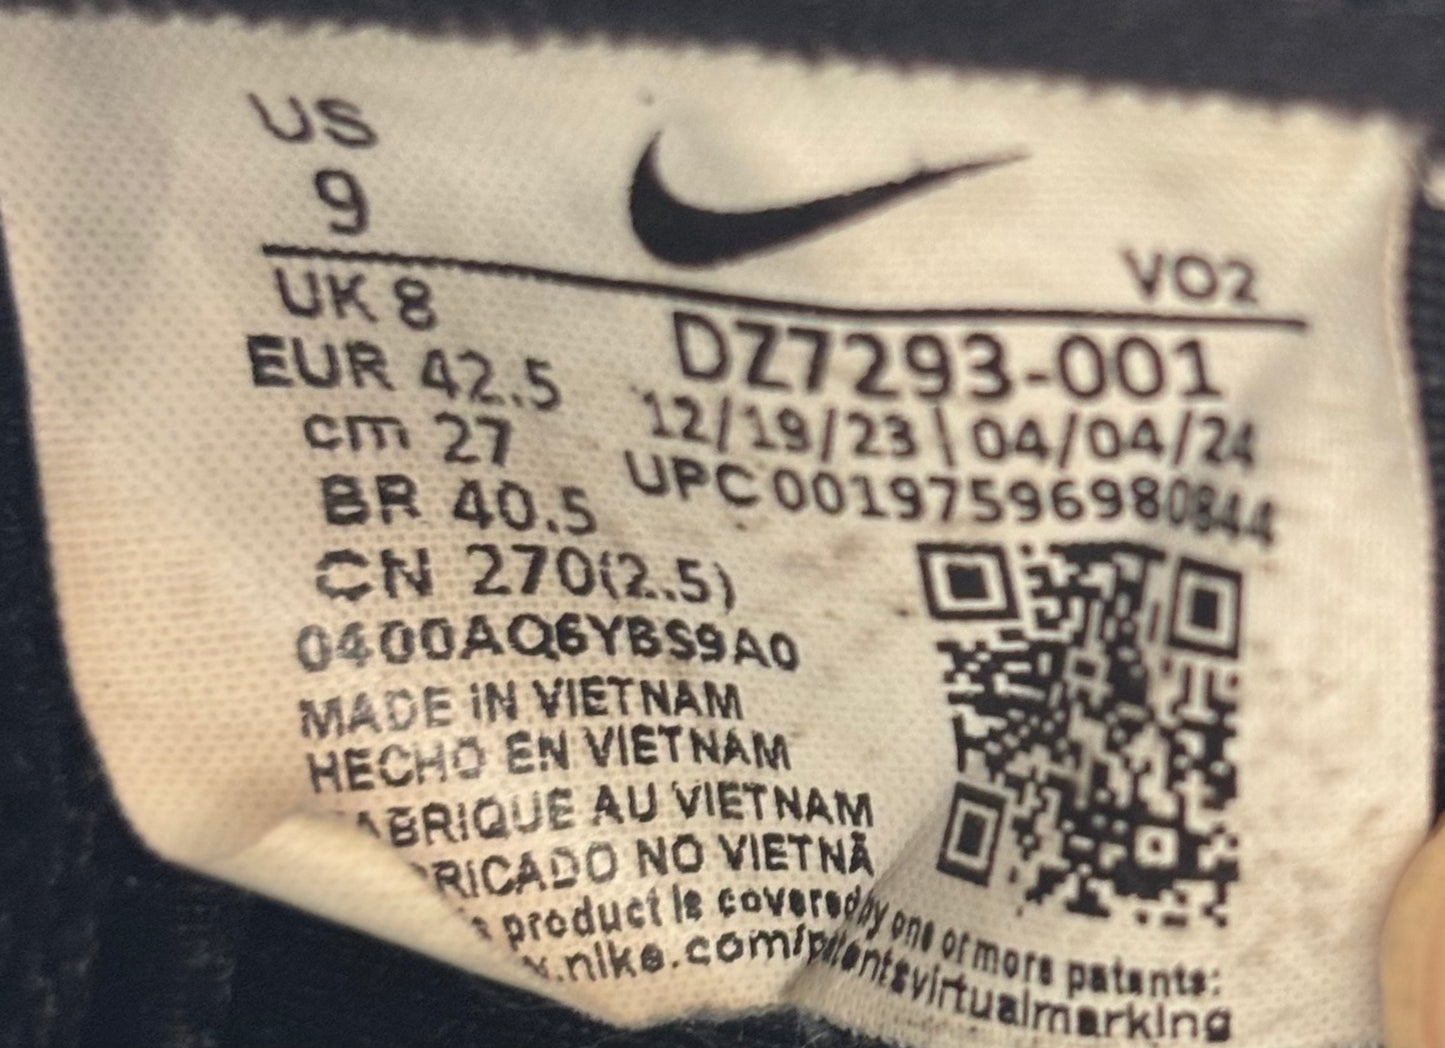 US
9
VO2
UK 8
EUR 42.5
cm 27
BR 40.5
CN 270(2.5)
DZ7293-001
12/19/23 | 04/04/24
UPC 00197596980844
0400AQ6YBS9A0
MADE IN VIETNAM
HECHO EN VIETNAM
ABRIQUE AU VIETNAM
RICADO NO VIETNÃ
s product is covered by one or more patents:
w.nike.com/patentsvirtualmarking